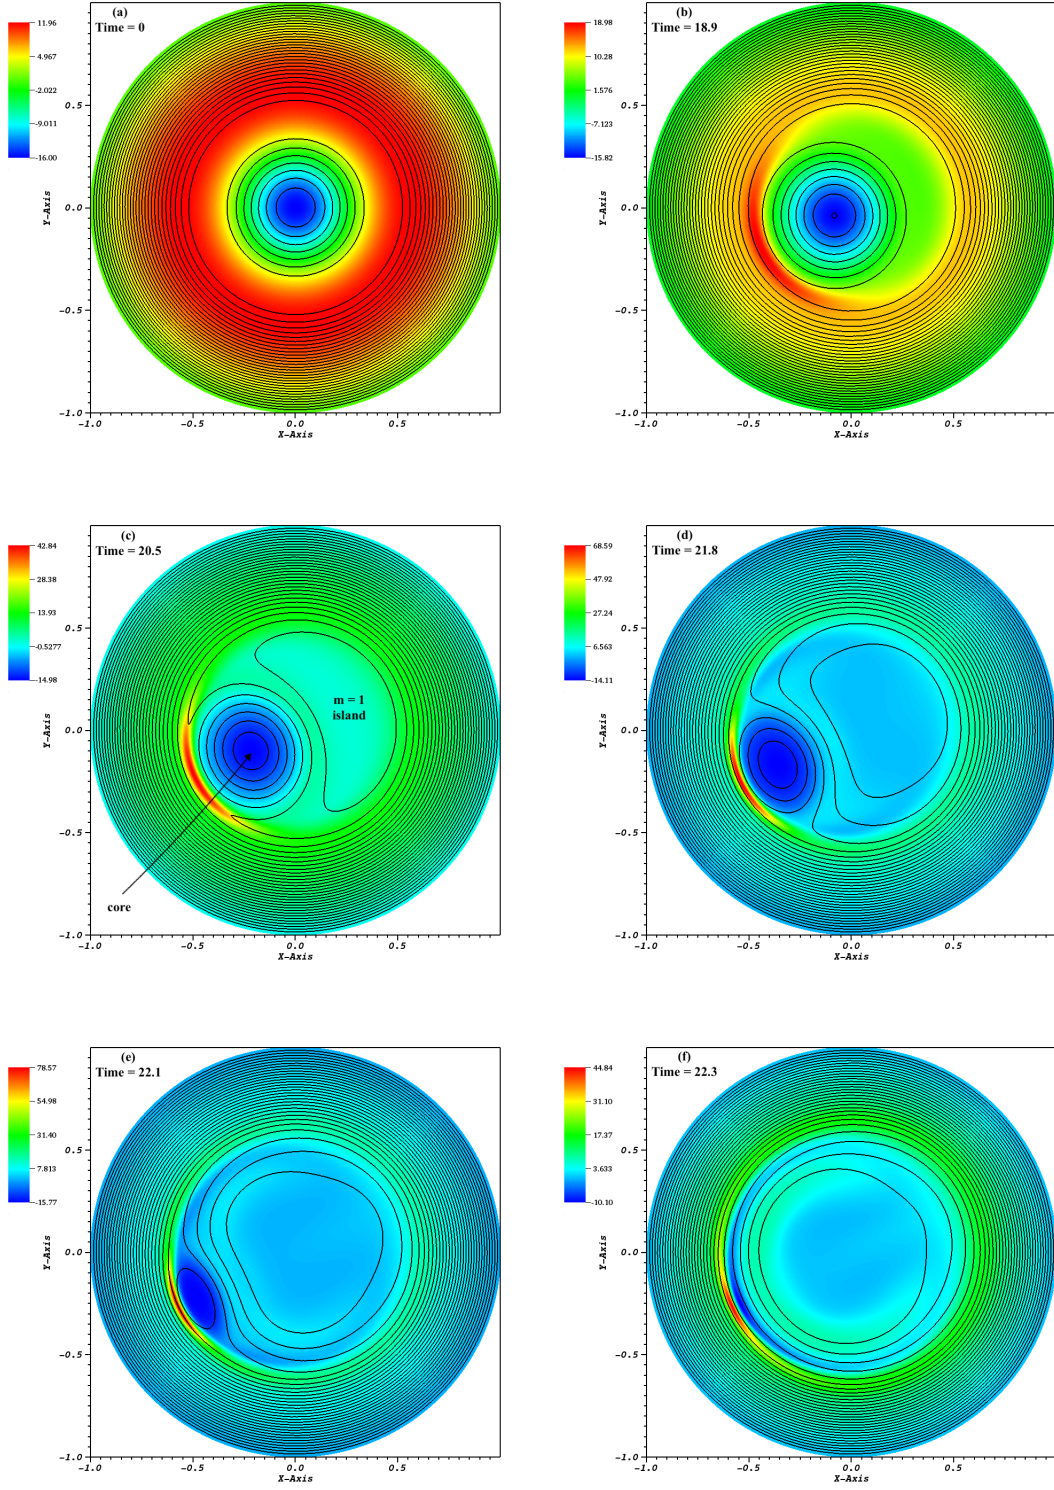 (a)
Time = 0
11.96
4.967
-2.022
-9.011
-16.00
Y-Axis
0.5
0.0
-0.5
-1.0
-1.0 -0.5 0.0 0.5
X-Axis
(b)
Time = 18.9
18.98
10.28
1.576
-7.123
-15.82
Y-Axis
0.5
0.0
-0.5
-1.0
-1.0 -0.5 0.0 0.5
X-Axis
(c)
Time = 20.5
42.84
28.38
13.93
-0.5277
-14.98
Y-Axis
0.5
0.0
-0.5
-1.0
m = 1
island
core
-1.0 -0.5 0.0 0.5
X-Axis
(d)
Time = 21.8
68.59
47.92
27.24
6.563
-14.11
Y-Axis
0.5
0.0
-0.5
-1.0
-1.0 -0.5 0.0 0.5
X-Axis
(e)
Time = 22.1
78.57
54.98
31.40
7.813
-15.77
Y-Axis
0.5
0.0
-0.5
-1.0
-1.0 -0.5 0.0 0.5
X-Axis
(f)
Time = 22.3
44.84
31.10
17.37
3.633
-10.10
Y-Axis
0.5
0.0
-0.5
-1.0
-1.0 -0.5 0.0 0.5
X-Axis